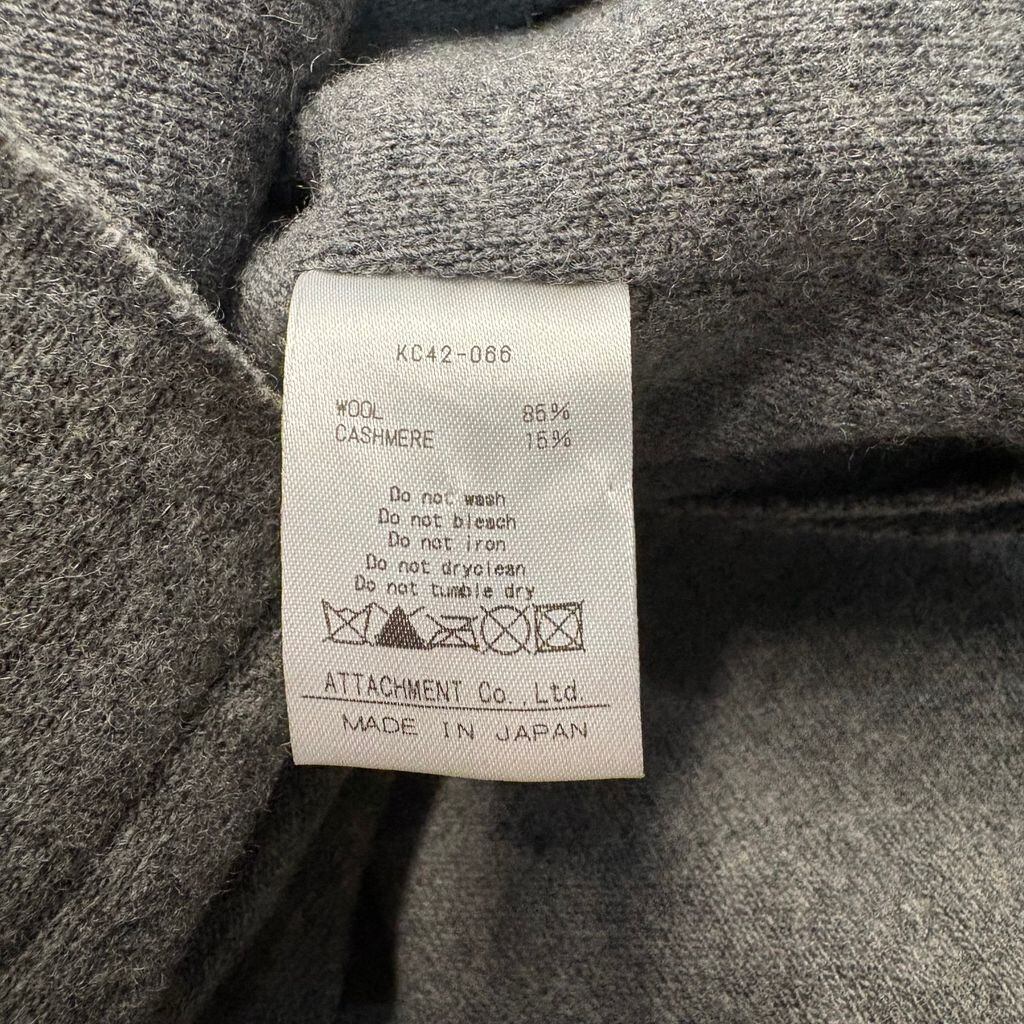 KC42-066
WOOL 85%
CASHMERE 15%
Do not wash
Do not bleach
Do not iron
Do not dryclean
Do not tumble dry
ATTACHMENT Co.,Ltd
MADE IN JAPAN